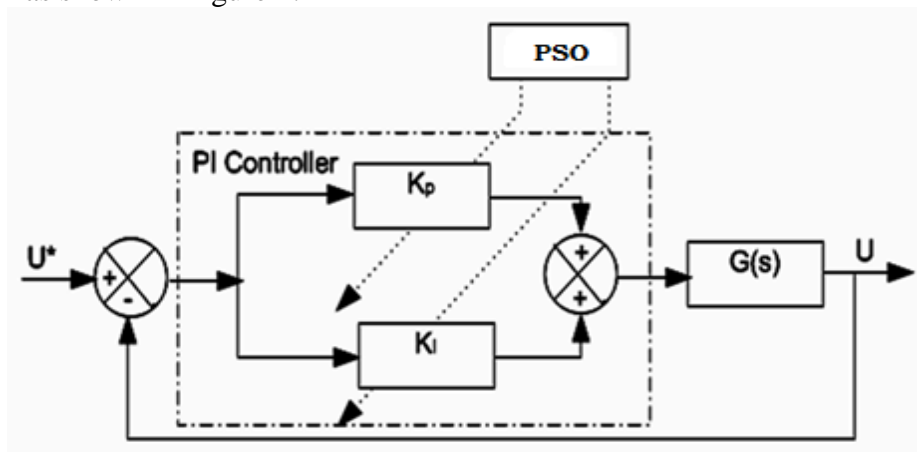 PSO
PI Controller
Kp
U*
+
-
+
+
G(s)
U
KI